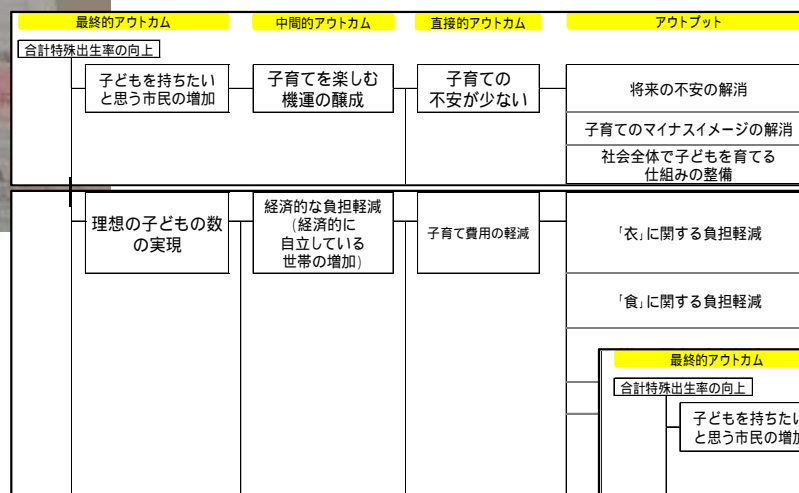 最終的アウトカム
中間的アウトカム
直接的アウトカム
アウトプット
合計特殊出生率の向上
子どもを持ちたい
と思う市民の増加
子育てを楽しむ
機運の醸成
子育ての
不安が少ない
将来の不安の解消
子育てのマイナスイメージの解消
社会全体で子どもを育てる
仕組みの整備
理想の子どもの数
の実現
経済的な負担軽減
(経済的に
自立している
世帯の増加)
子育て費用の軽減
「衣」に関する負担軽減
「食」に関する負担軽減
最終的アウトカム
合計特殊出生率の向上
子どもを持ちたい
と思う市民の増加